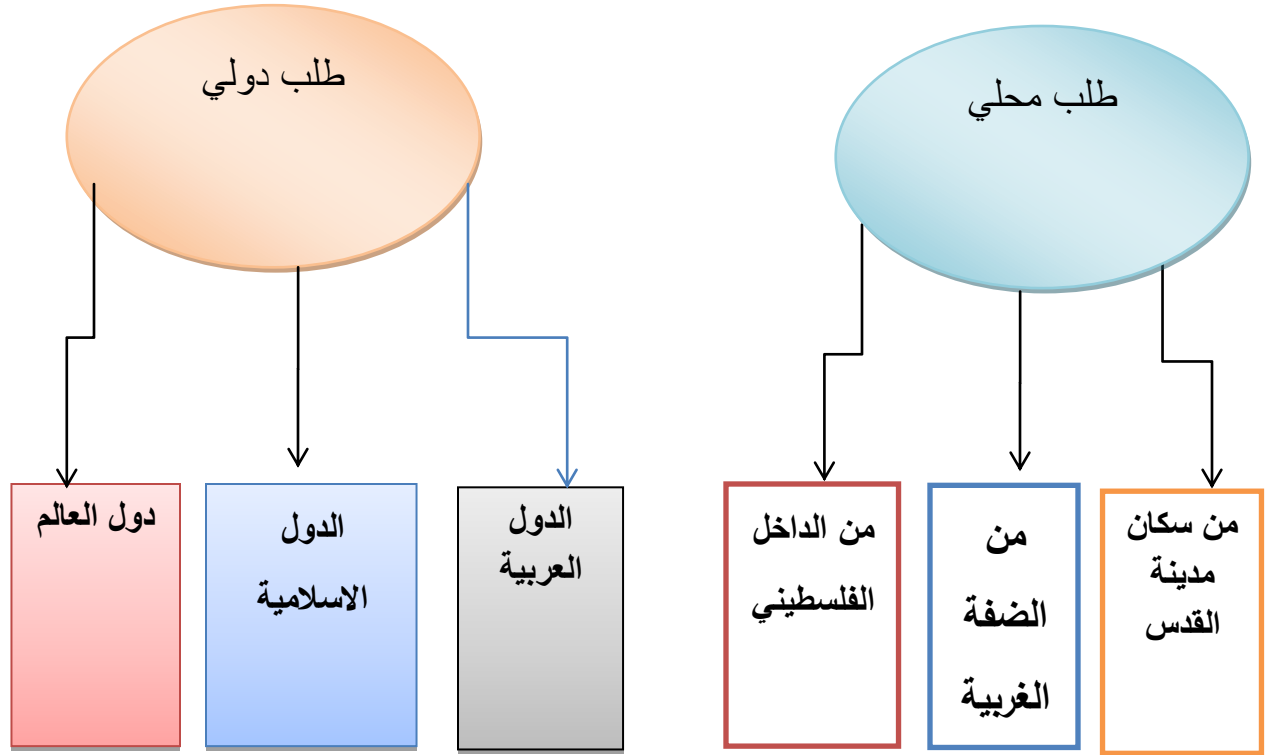 طلب محلي
طلب دولي
من سكان
مدينة
القدس
من
الضفة
الغربية
من الداخل
الفلسطيني
الدول
العربية
الدول
الاسلامية
دول العالم